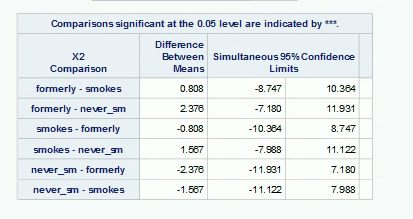 Comparisons significant at the 0.05 level are indicated by ***.
X2 Comparison Difference Between Means Simultaneous 95% Confidence Limits
formerly - smokes 0.808 -8.747 10.364
formerly - never_sm 2.376 -7.180 11.931
smokes - formerly -0.808 -10.364 8.747
smokes - never_sm 1.567 -7.988 11.122
never_sm - formerly -2.376 -11.931 7.180
never_sm - smokes -1.567 -11.122 7.988